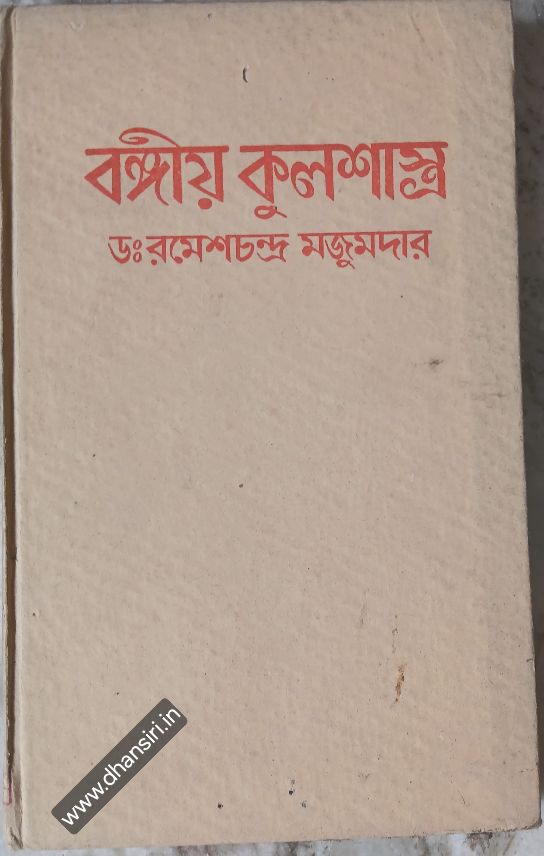 বঙ্গীয় কুলশাস্ত্র
ডঃ রমেশচন্দ্র মজুমদার
www.dhansiri.in